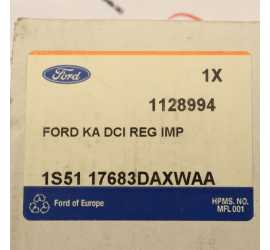 Ford
1X
1128994
FORD KA DCI REG IMP
1S51 17683DAXWAA
Ford of Europe
HPMS. NO.
MFL 001